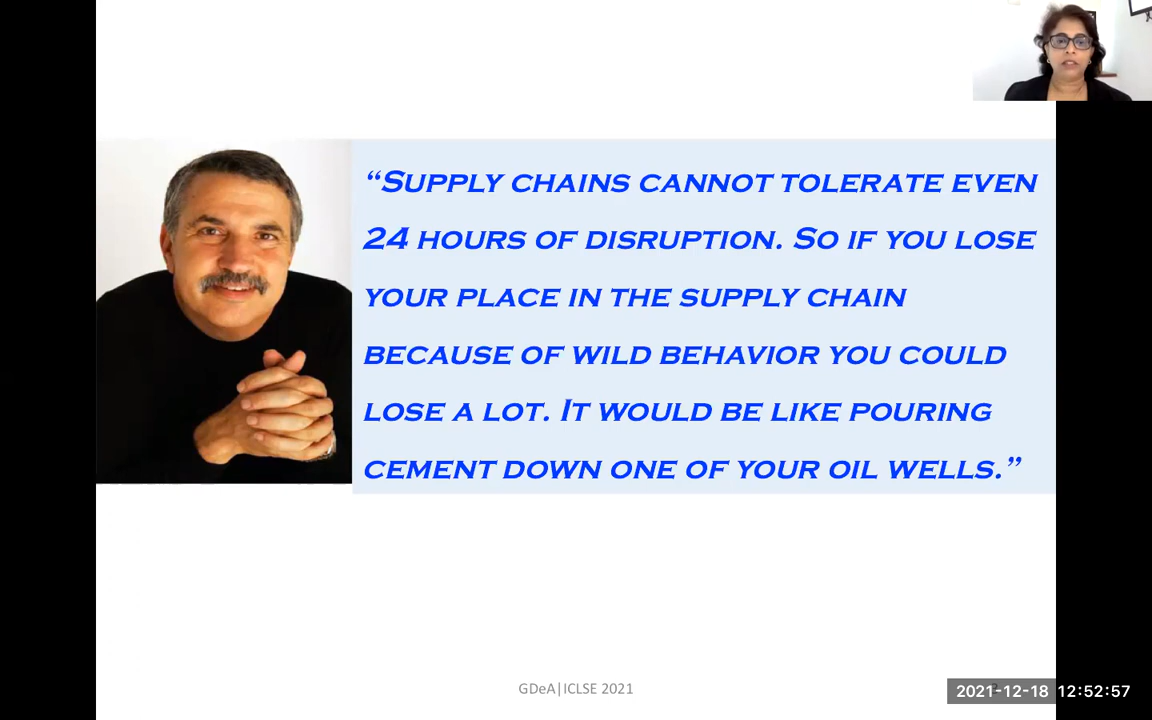 “Supply chains cannot tolerate even
24 hours of disruption. So if you lose
your place in the supply chain
because of wild behavior you could
lose a lot. It would be like pouring
cement down one of your oil wells.”
GDeA|ICLSE 2021
2021-12-18 12:52:57